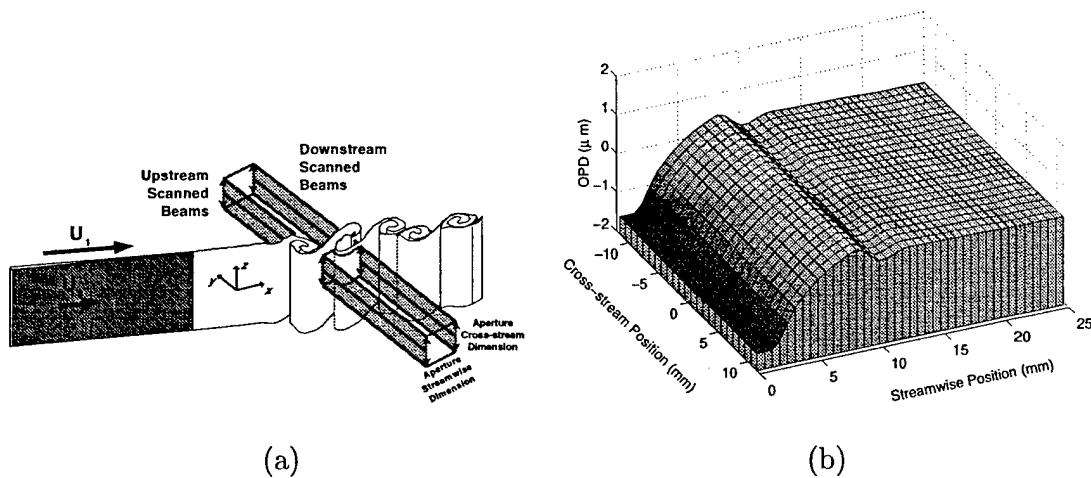 Downstream
Scanned
Beams
Upstream
Scanned
Beams
U1
y z x
Aperture
Cross-stream
Dimension
Aperture
Streamwise
Dimension
(a)
2
1
0
−1
−2
OPD (μ m)
−10
−5
0
5
10
Cross−stream Position (mm)
0
5
10
15
20
25
Streamwise Position (mm)
(b)